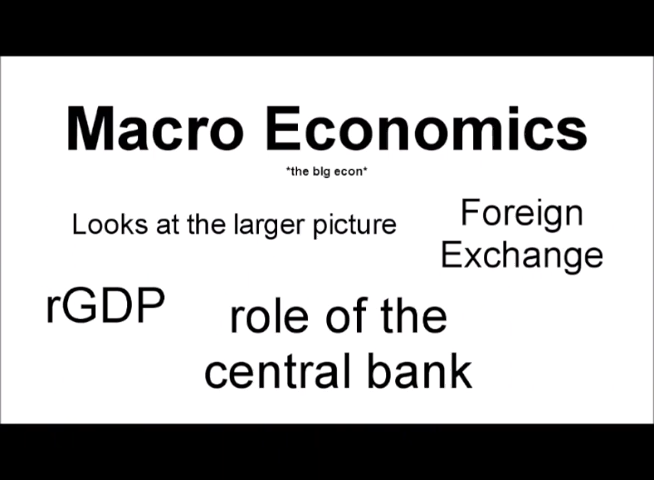 Macro Economics
*the big econ*
Looks at the larger picture
Foreign
Exchange
rGDP
role of the
central bank